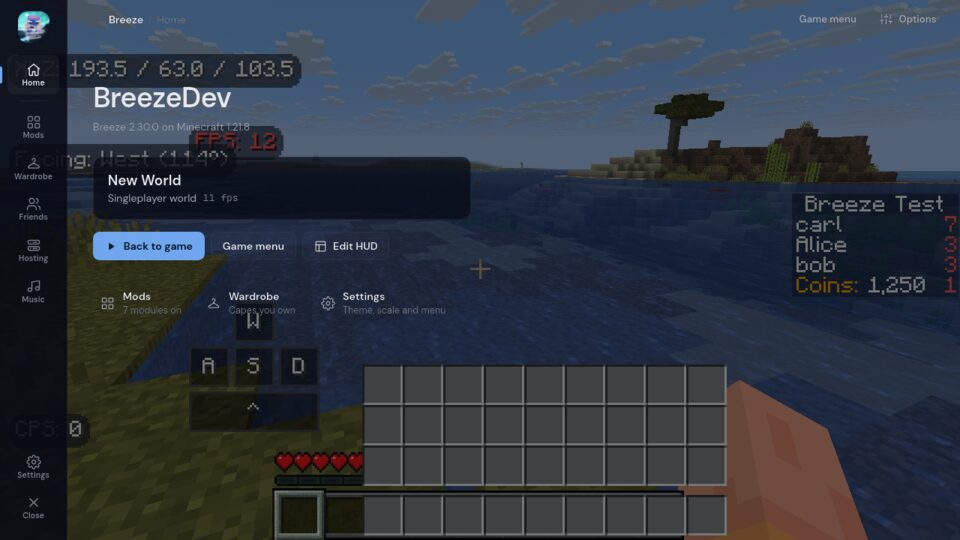 Breeze / Home
Game menu
Options
Home
193.5 / 63.0 / 103.5
BreezeDev
Breeze 2.30.0 on Minecraft 1.21.8
Mods
FPS: 12
Facing: West (114°)
Wardrobe
New World
Singleplayer world 11 fps
Friends
Breeze Test
carl 7
Alice 3
bob 3
Coins: 1,250 1
Hosting
Back to game
Game menu
Edit HUD
Music
Mods
7 modules on
Wardrobe
Capes you own
Settings
Theme, scale and menu
W
A S D
CPS: 0
Settings
Close